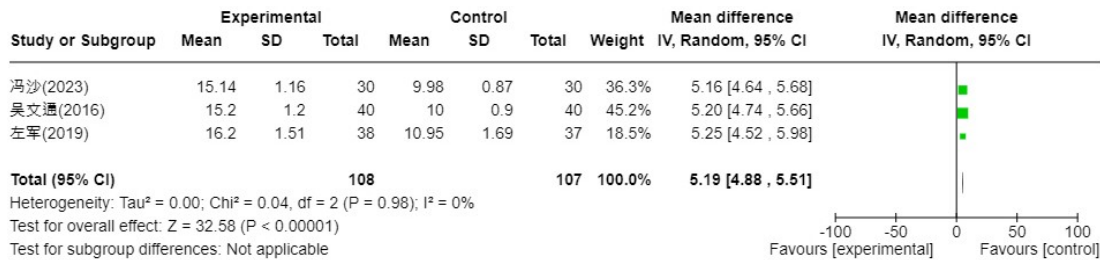 Experimental Control Mean difference Mean difference
Study or Subgroup Mean SD Total Mean SD Total Weight IV, Random, 95% CI IV, Random, 95% CI
冯沙(2023) 15.14 1.16 30 9.98 0.87 30 36.3% 5.16 [4.64 , 5.68]
吴文通(2016) 15.2 1.2 40 10 0.9 40 45.2% 5.20 [4.74 , 5.66]
左军(2019) 16.2 1.51 38 10.95 1.69 37 18.5% 5.25 [4.52 , 5.98]
Total (95% CI) 108 107 100.0% 5.19 [4.88 , 5.51]
Heterogeneity: Tau² = 0.00; Chi² = 0.04, df = 2 (P = 0.98); I² = 0%
Test for overall effect: Z = 32.58 (P < 0.00001)
Test for subgroup differences: Not applicable
-100 -50 0 50 100
Favours [experimental] Favours [control]